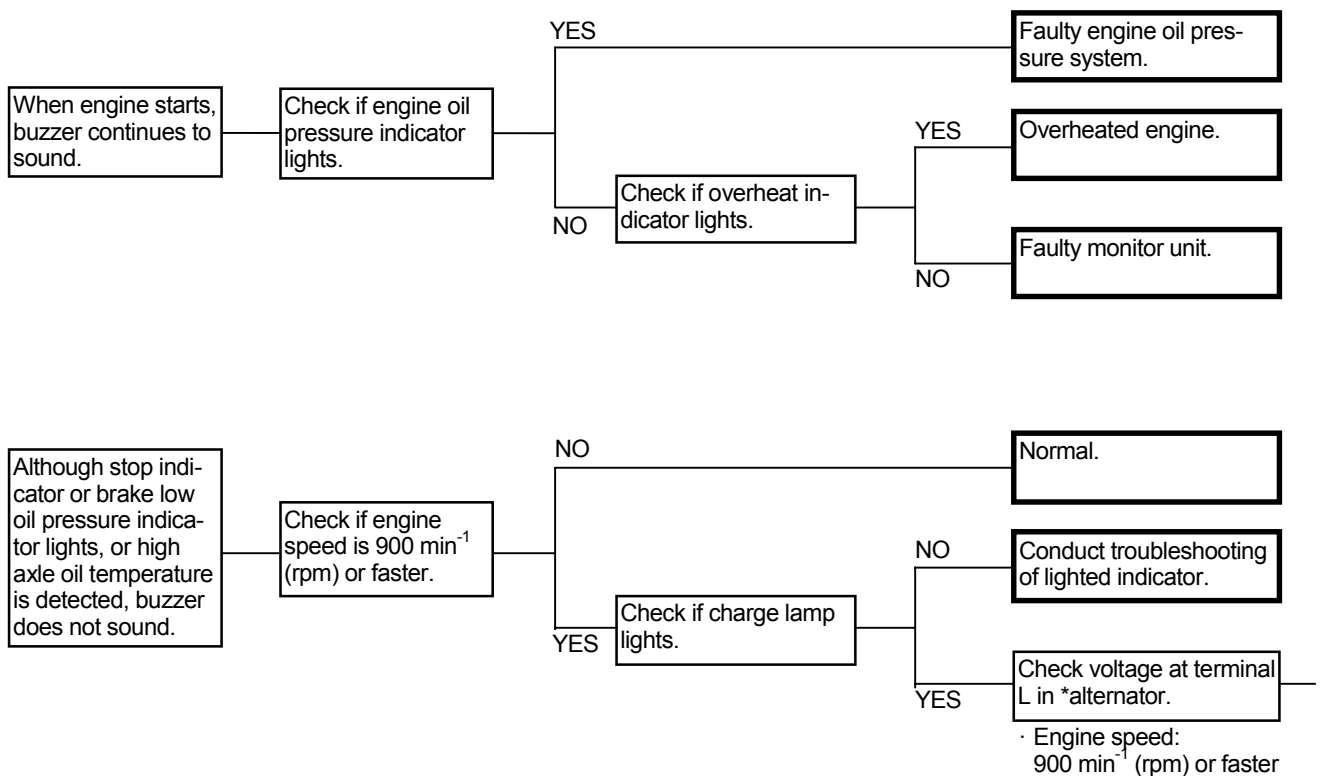 YES
Faulty engine oil pres-
sure system.
When engine starts,
buzzer continues to
sound.
Check if engine oil
pressure indicator
lights.
YES
Overheated engine.
NO
Check if overheat in-
dicator lights.
NO
Faulty monitor unit.
Although stop indi-
cator or brake low
oil pressure indica-
tor lights, or high
axle oil temperature
is detected, buzzer
does not sound.
Check if engine
speed is 900 min⁻¹
(rpm) or faster.
NO
Normal.
NO
Conduct troubleshooting
of lighted indicator.
YES
Check if charge lamp
lights.
YES
Check voltage at terminal
L in *alternator.
· Engine speed:
900 min⁻¹ (rpm) or faster